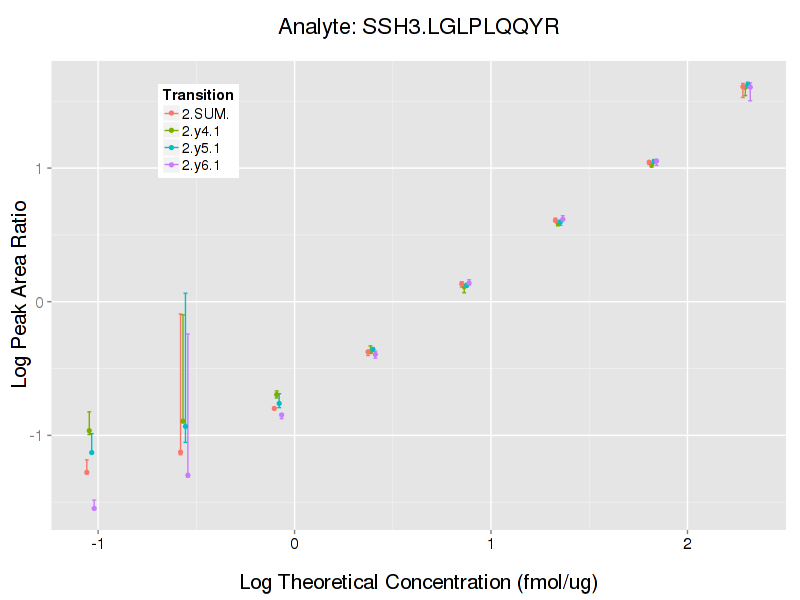 Analyte: SSH3.LGLPLQQYR
Transition
2.SUM.
2.y4.1
2.y5.1
2.y6.1
1
0
-1
Log Peak Area Ratio
-1 0 1 2
Log Theoretical Concentration (fmol/ug)